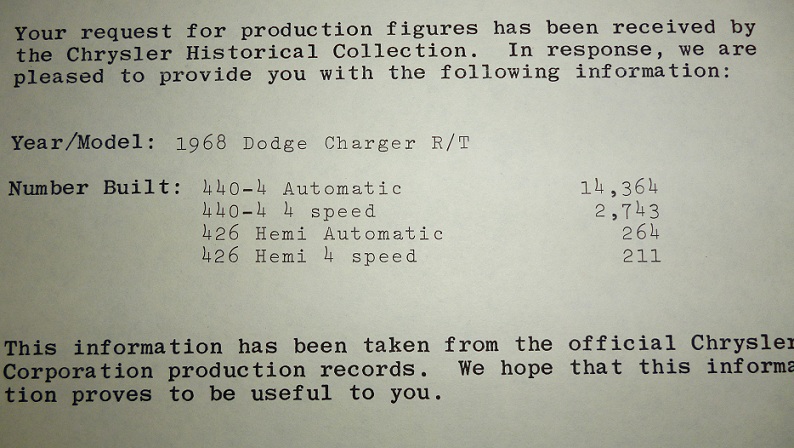 Your request for production figures has been received by
the Chrysler Historical Collection. In response, we are
pleased to provide you with the following information:
Year/Model: 1968 Dodge Charger R/T
Number Built: 440-4 Automatic 14,364
440-4 4 speed 2,743
426 Hemi Automatic 264
426 Hemi 4 speed 211
This information has been taken from the official Chrysler
Corporation production records. We hope that this informa
tion proves to be useful to you.